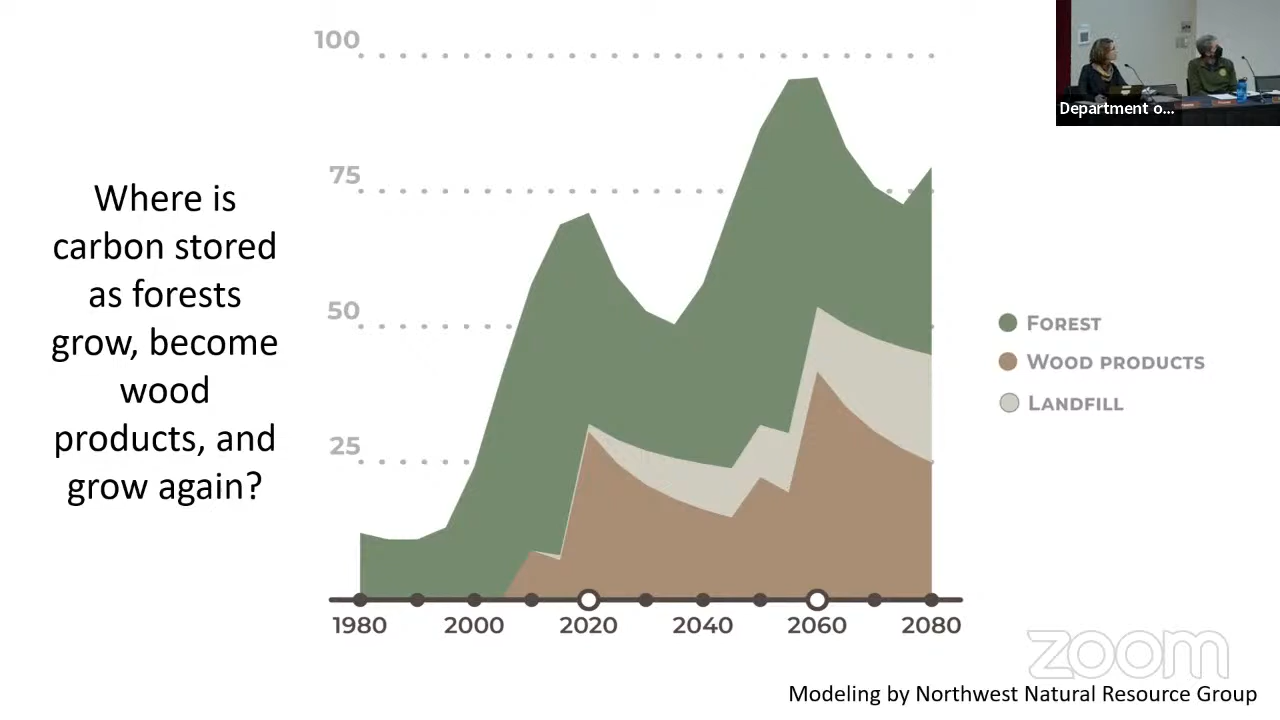 Where is
carbon stored
as forests
grow, become
wood
products, and
grow again?
100
75
50
25
1980 2000 2020 2040 2060 2080
FOREST
WOOD PRODUCTS
LANDFILL
Department o...
zoom
Modeling by Northwest Natural Resource Group